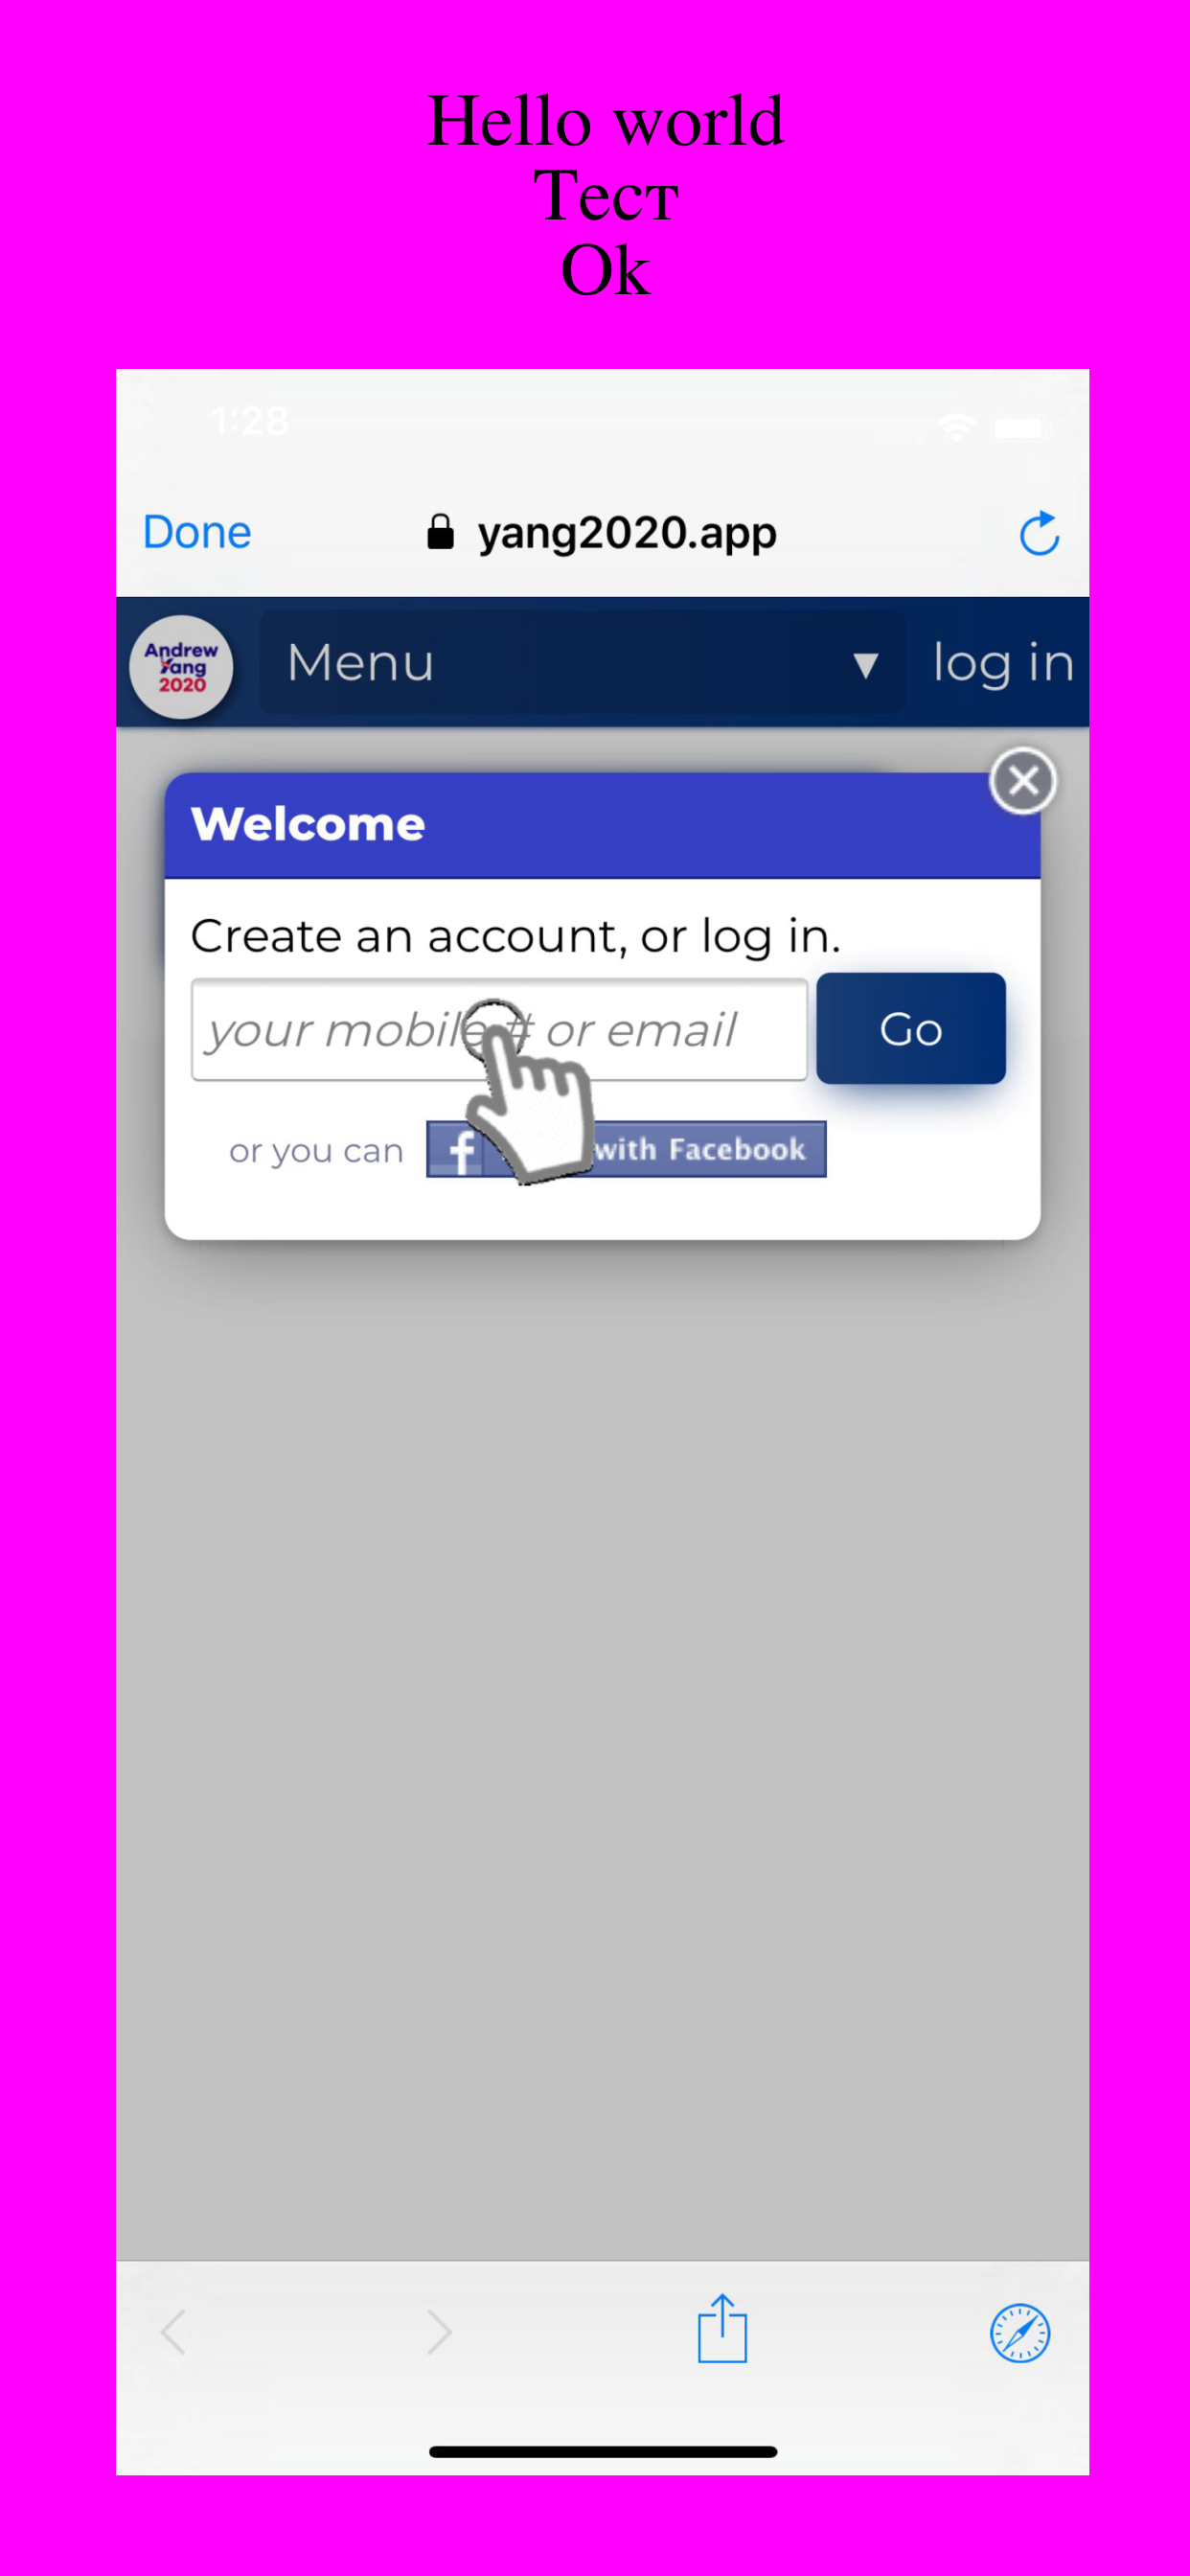 Hello world
Тест
Ok
1:28
Done yang2020.app
Andrew
Yang
2020
Menu log in
Welcome
Create an account, or log in.
your mobile # or email Go
or you can with Facebook